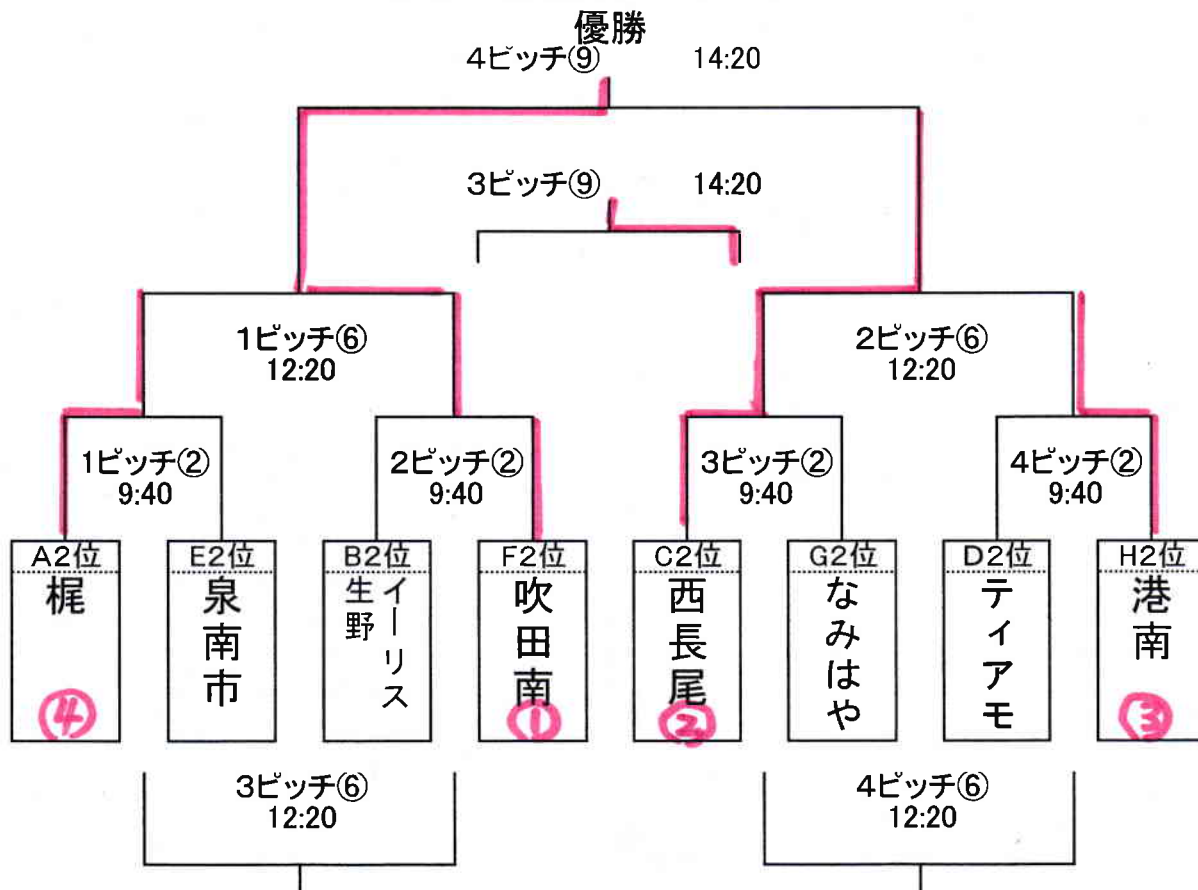 優勝
4ピッチ⑨ 14:20
3ピッチ⑨ 14:20
1ピッチ⑥
12:20
2ピッチ⑥
12:20
1ピッチ②
9:40
2ピッチ②
9:40
3ピッチ②
9:40
4ピッチ②
9:40
A2位
梶
④
E2位
泉南市
B2位
イーリス
生野
F2位
吹田南
①
C2位
西長尾
②
G2位
なみはや
D2位
ティアモ
H2位
港南
③
3ピッチ⑥
12:20
4ピッチ⑥
12:20